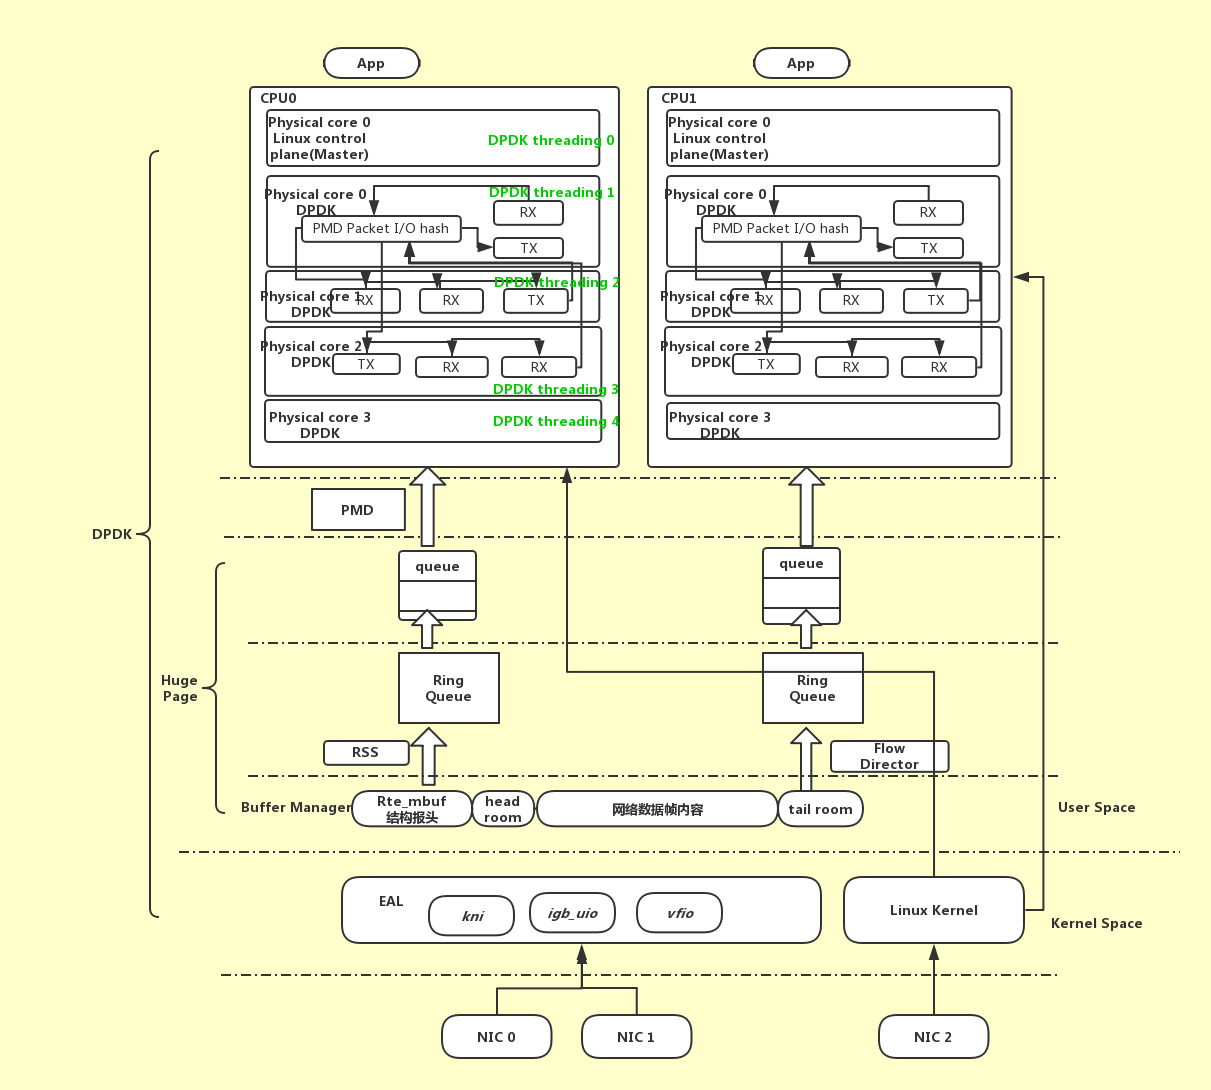 App
App
CPU0
Physical core 0
Linux control
plane(Master)
DPDK threading 0
Physical core 0
DPDK
DPDK threading 1
RX
PMD Packet I/O hash
TX
DPDK threading 2
Physical core 1
DPDK
RX
RX
TX
Physical core 2
DPDK
TX
RX
RX
DPDK threading 3
Physical core 3
DPDK
DPDK threading 4
CPU1
Physical core 0
Linux control
plane(Master)
Physical core 0
DPDK
RX
PMD Packet I/O hash
TX
Physical core 1
DPDK
RX
RX
TX
Physical core 2
DPDK
TX
RX
RX
Physical core 3
DPDK
PMD
DPDK
queue
queue
Huge
Page
Ring
Queue
Ring
Queue
RSS
Flow
Director
Buffer Manager
Rte_mbuf
结构报头
head
room
网络数据帧内容
tail room
User Space
EAL
kni
igb_uio
vfio
Linux Kernel
Kernel Space
NIC 0
NIC 1
NIC 2